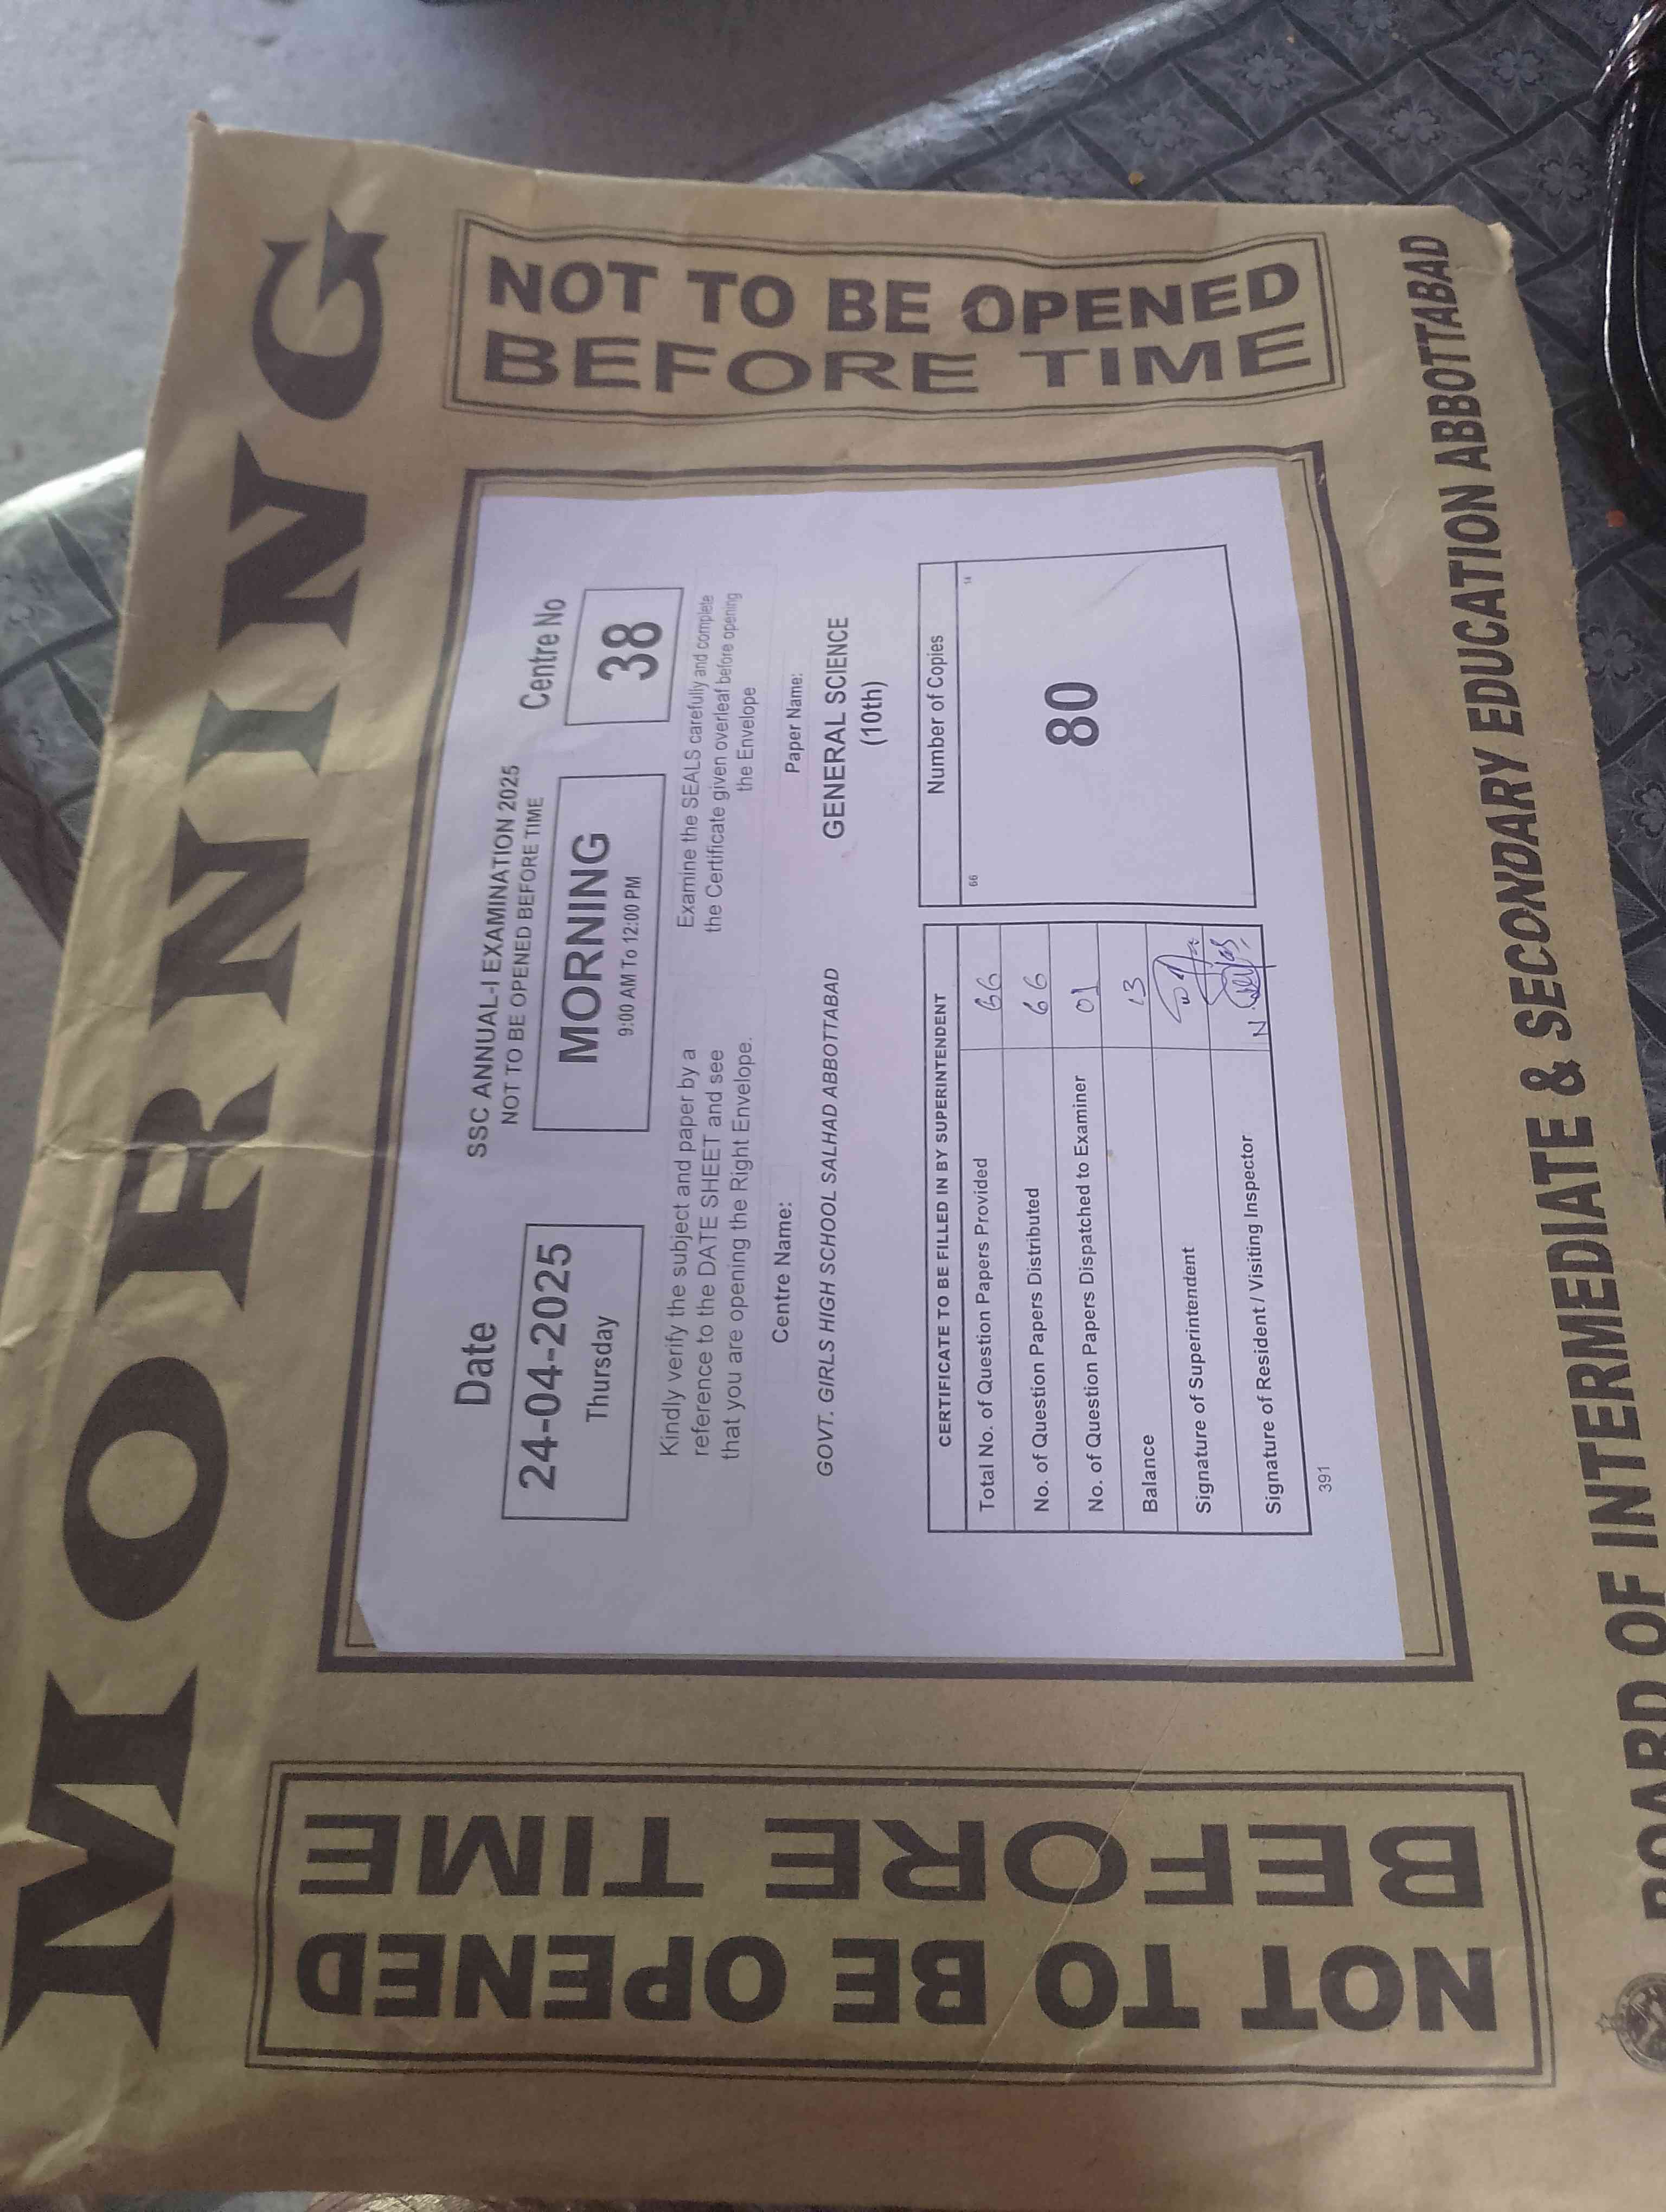 MORNING
NOT TO BE OPENED
BEFORE TIME
Date
24-04-2025
Thursday
SSC ANNUAL-I EXAMINATION 2025
NOT TO BE OPENED BEFORE TIME
MORNING
9:00 AM To 12:00 PM
Centre No
38
Kindly verify the subject and paper by a
reference to the DATE SHEET and see
that you are opening the Right Envelope.
Examine the SEALS carefully and complete
the Certificate given overleaf before opening
the Envelope
Centre Name:
GOVT. GIRLS HIGH SCHOOL SALHAD ABBOTTABAD
Paper Name:
GENERAL SCIENCE
(10th)
CERTIFICATE TO BE FILLED IN BY SUPERINTENDENT
Total No. of Question Papers Provided 66
No. of Question Papers Distributed 66
No. of Question Papers Dispatched to Examiner 01
Balance 13
Signature of Superintendent
Signature of Resident / Visiting Inspector
391
Number of Copies
66 14
80
NOT TO BE OPENED
BEFORE TIME
BOARD OF INTERMEDIATE & SECONDARY EDUCATION ABBOTTABAD